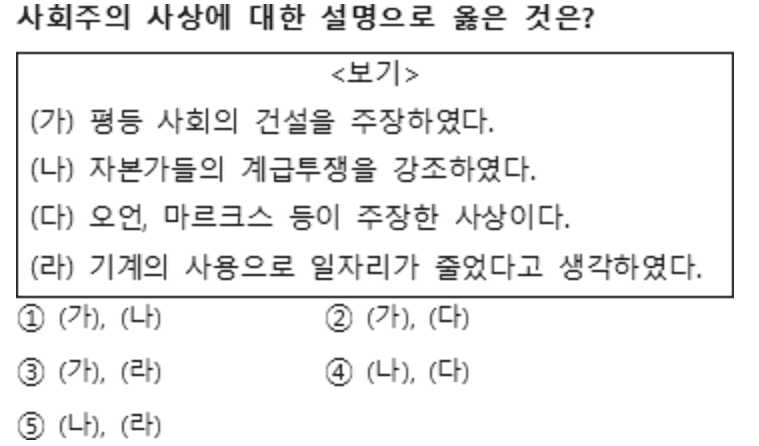 사회주의 사상에 대한 설명으로 옳은 것은?
<보기>
(가) 평등 사회의 건설을 주장하였다.
(나) 자본가들의 계급투쟁을 강조하였다.
(다) 오언, 마르크스 등이 주장한 사상이다.
(라) 기계의 사용으로 일자리가 줄었다고 생각하였다.
① (가), (나) ② (가), (다)
③ (가), (라) ④ (나), (다)
⑤ (나), (라)